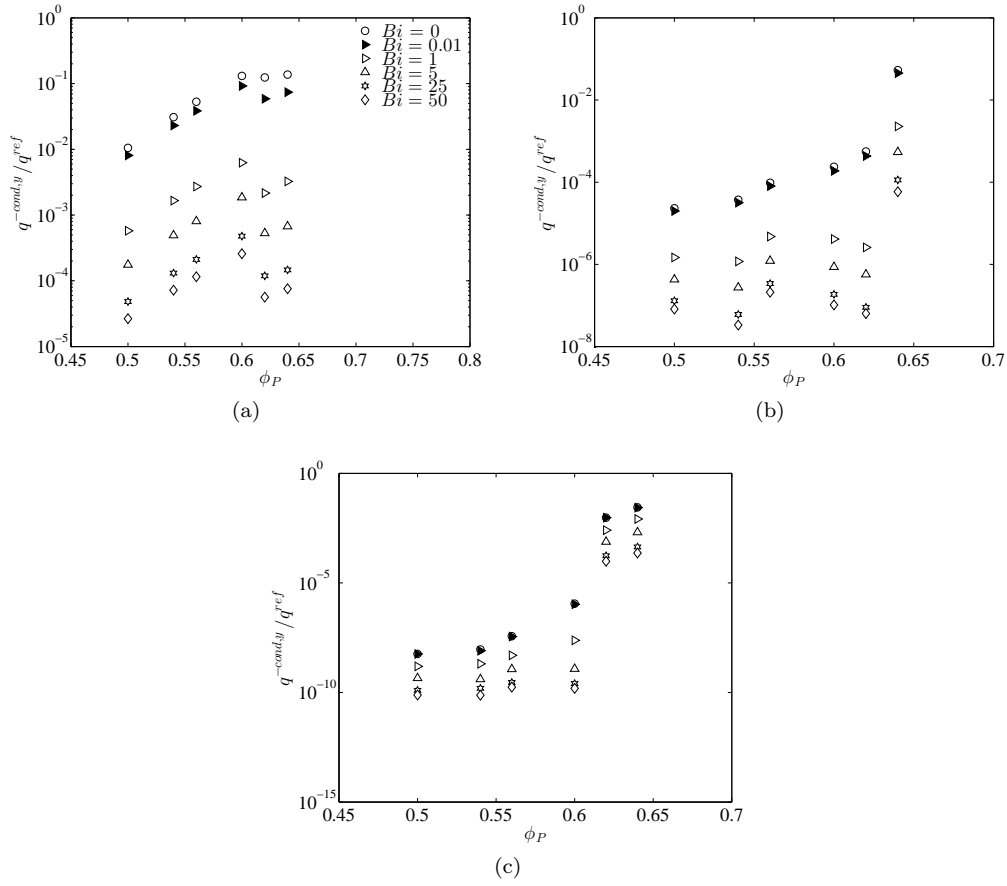 10^0
10^{-1}
10^{-2}
10^{-3}
10^{-4}
10^{-5}
q^{-cond,y}/q^{ref}
0.45 0.5 0.55 0.6 0.65 0.7 0.75 0.8
ϕ_P
Bi = 0
Bi = 0.01
Bi = 1
Bi = 5
Bi = 25
Bi = 50
(a)
10^0
10^{-2}
10^{-4}
10^{-6}
10^{-8}
q^{-cond,y}/q^{ref}
0.45 0.5 0.55 0.6 0.65 0.7
ϕ_P
(b)
10^0
10^{-5}
10^{-10}
10^{-15}
q^{-cond,y}/q^{ref}
0.45 0.5 0.55 0.6 0.65 0.7
ϕ_P
(c)